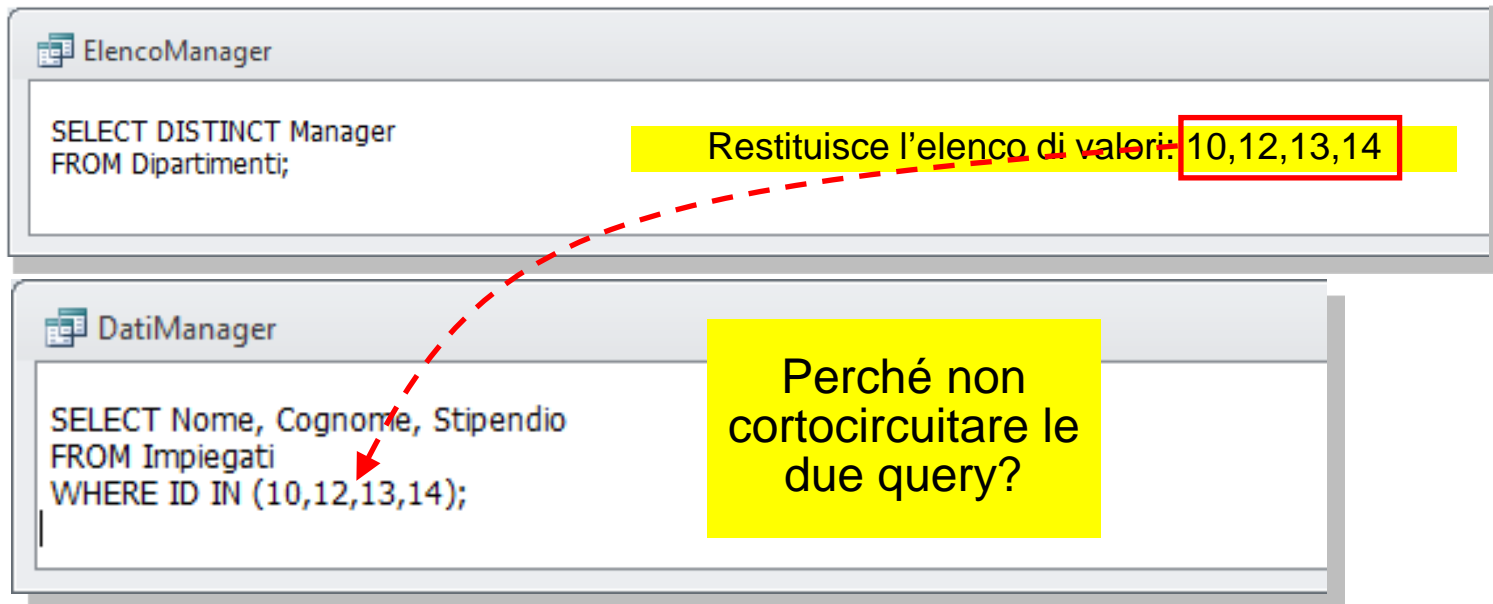 ElencoManager
SELECT DISTINCT Manager
FROM Dipartimenti;
Restituisce l'elenco di valori: 10,12,13,14
DatiManager
SELECT Nome, Cognome, Stipendio
FROM Impiegati
WHERE ID IN (10,12,13,14);
Perché non
cortocircuitare le
due query?